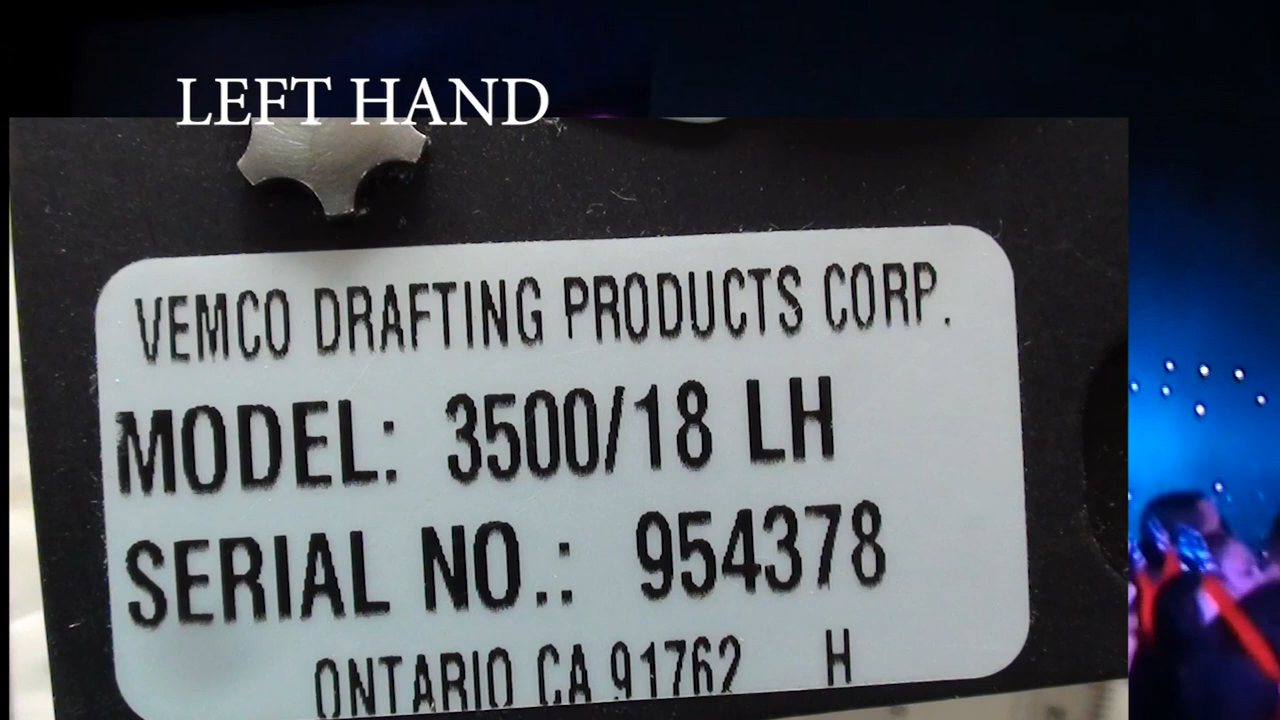 LEFT HAND
VEMCO DRAFTING PRODUCTS CORP.
MODEL: 3500/18 LH
SERIAL NO.: 954378
ONTARIO CA 91762 H